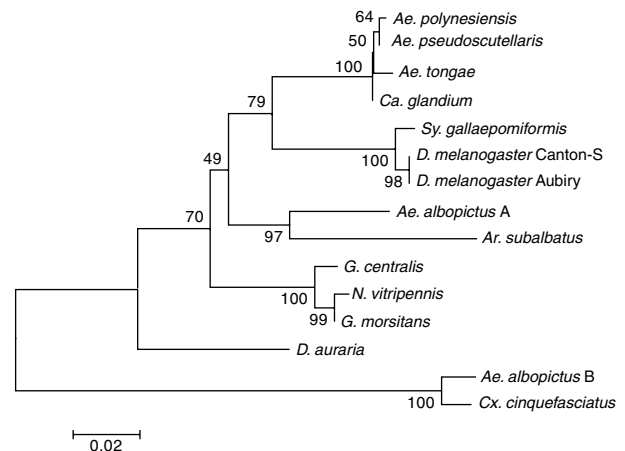 64 Ae. polynesiensis
50 Ae. pseudoscutellaris
100 Ae. tongae
Ca. glandium
79
Sy. gallaepomiformis
100 D. melanogaster Canton-S
98 D. melanogaster Aubiry
49
Ae. albopictus A
97 Ar. subalbatus
70
G. centralis
100 N. vitripennis
99 G. morsitans
D. auraria
Ae. albopictus B
100 Cx. cinquefasciatus
0.02